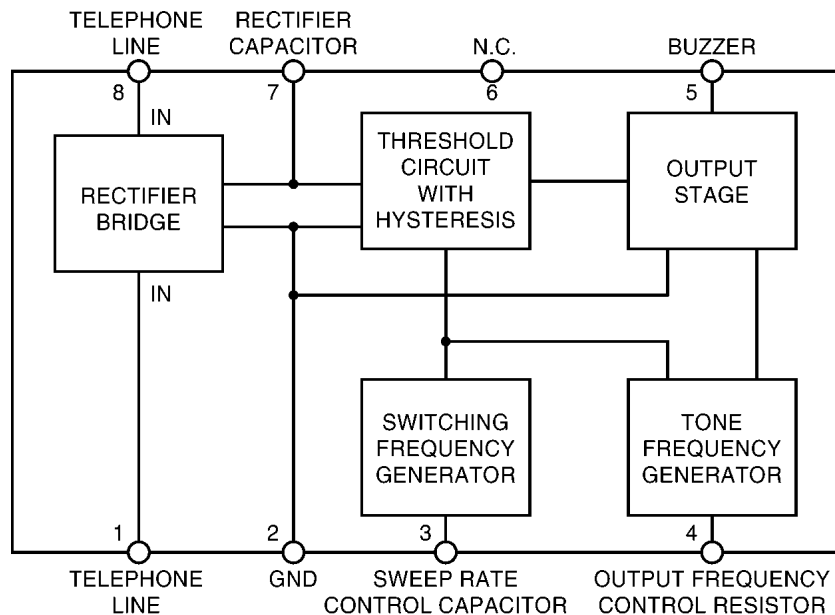 TELEPHONE
LINE
RECTIFIER
CAPACITOR
N.C.
BUZZER
8
7
6
5
IN
RECTIFIER
BRIDGE
THRESHOLD
CIRCUIT
WITH
HYSTERESIS
OUTPUT
STAGE
IN
SWITCHING
FREQUENCY
GENERATOR
TONE
FREQUENCY
GENERATOR
1
2
3
4
TELEPHONE
LINE
GND
SWEEP RATE
CONTROL CAPACITOR
OUTPUT FREQUENCY
CONTROL RESISTOR